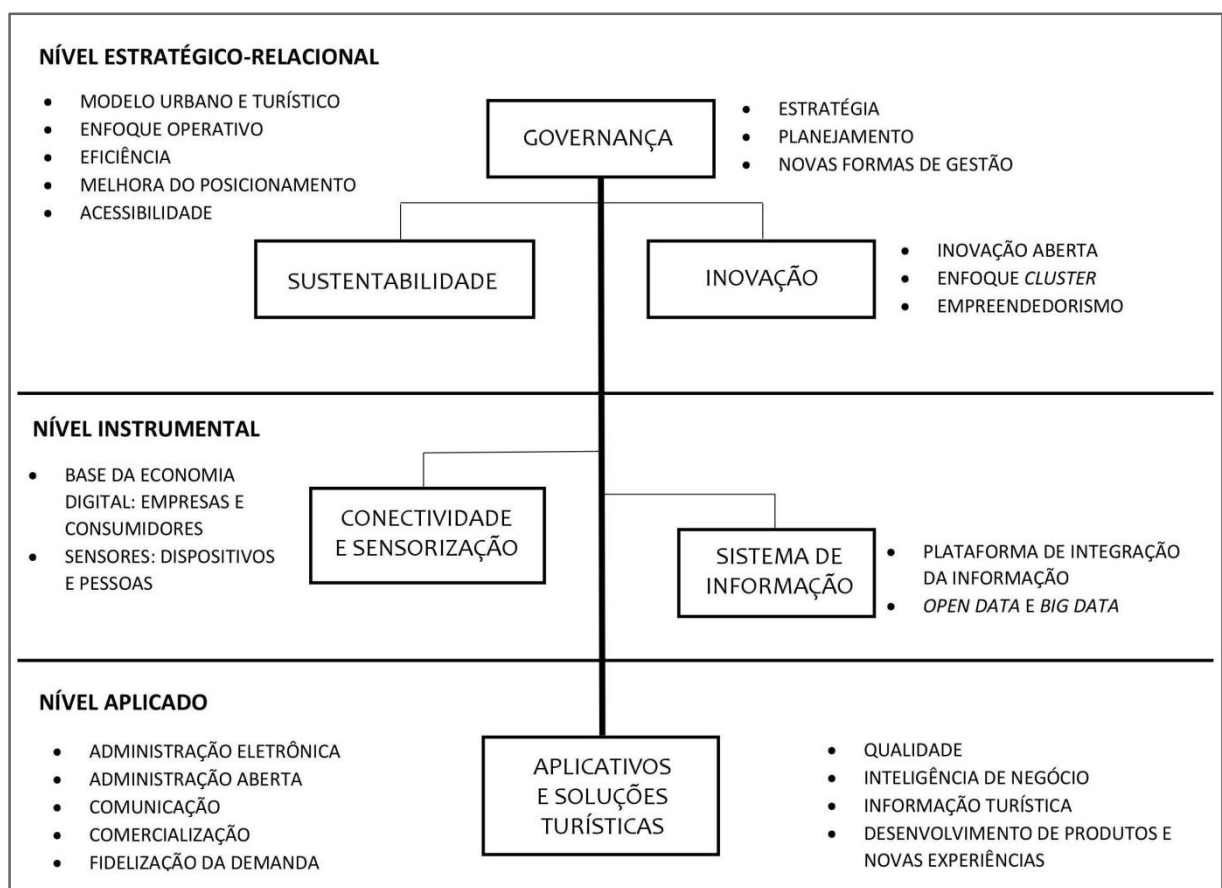 NÍVEL ESTRATÉGICO-RELACIONAL
• MODELO URBANO E TURÍSTICO
• ENFOQUE OPERATIVO
• EFICIÊNCIA
• MELHORA DO POSICIONAMENTO
• ACESSIBILIDADE
GOVERNANÇA
• ESTRATÉGIA
• PLANEJAMENTO
• NOVAS FORMAS DE GESTÃO
SUSTENTABILIDADE
INOVAÇÃO
• INOVAÇÃO ABERTA
• ENFOQUE CLUSTER
• EMPREENDEDORISMO
NÍVEL INSTRUMENTAL
• BASE DA ECONOMIA
DIGITAL: EMPRESAS E
CONSUMIDORES
• SENSORES: DISPOSITIVOS
E PESSOAS
CONECTIVIDADE
E SENSORIZAÇÃO
SISTEMA DE
INFORMAÇÃO
• PLATAFORMA DE INTEGRAÇÃO
DA INFORMAÇÃO
• OPEN DATA E BIG DATA
NÍVEL APLICADO
• ADMINISTRAÇÃO ELETRÔNICA
• ADMINISTRAÇÃO ABERTA
• COMUNICAÇÃO
• COMERCIALIZAÇÃO
• FIDELIZAÇÃO DA DEMANDA
APLICATIVOS
E SOLUÇÕES
TURÍSTICAS
• QUALIDADE
• INTELIGÊNCIA DE NEGÓCIO
• INFORMAÇÃO TURÍSTICA
• DESENVOLVIMENTO DE PRODUTOS E
NOVAS EXPERIÊNCIAS